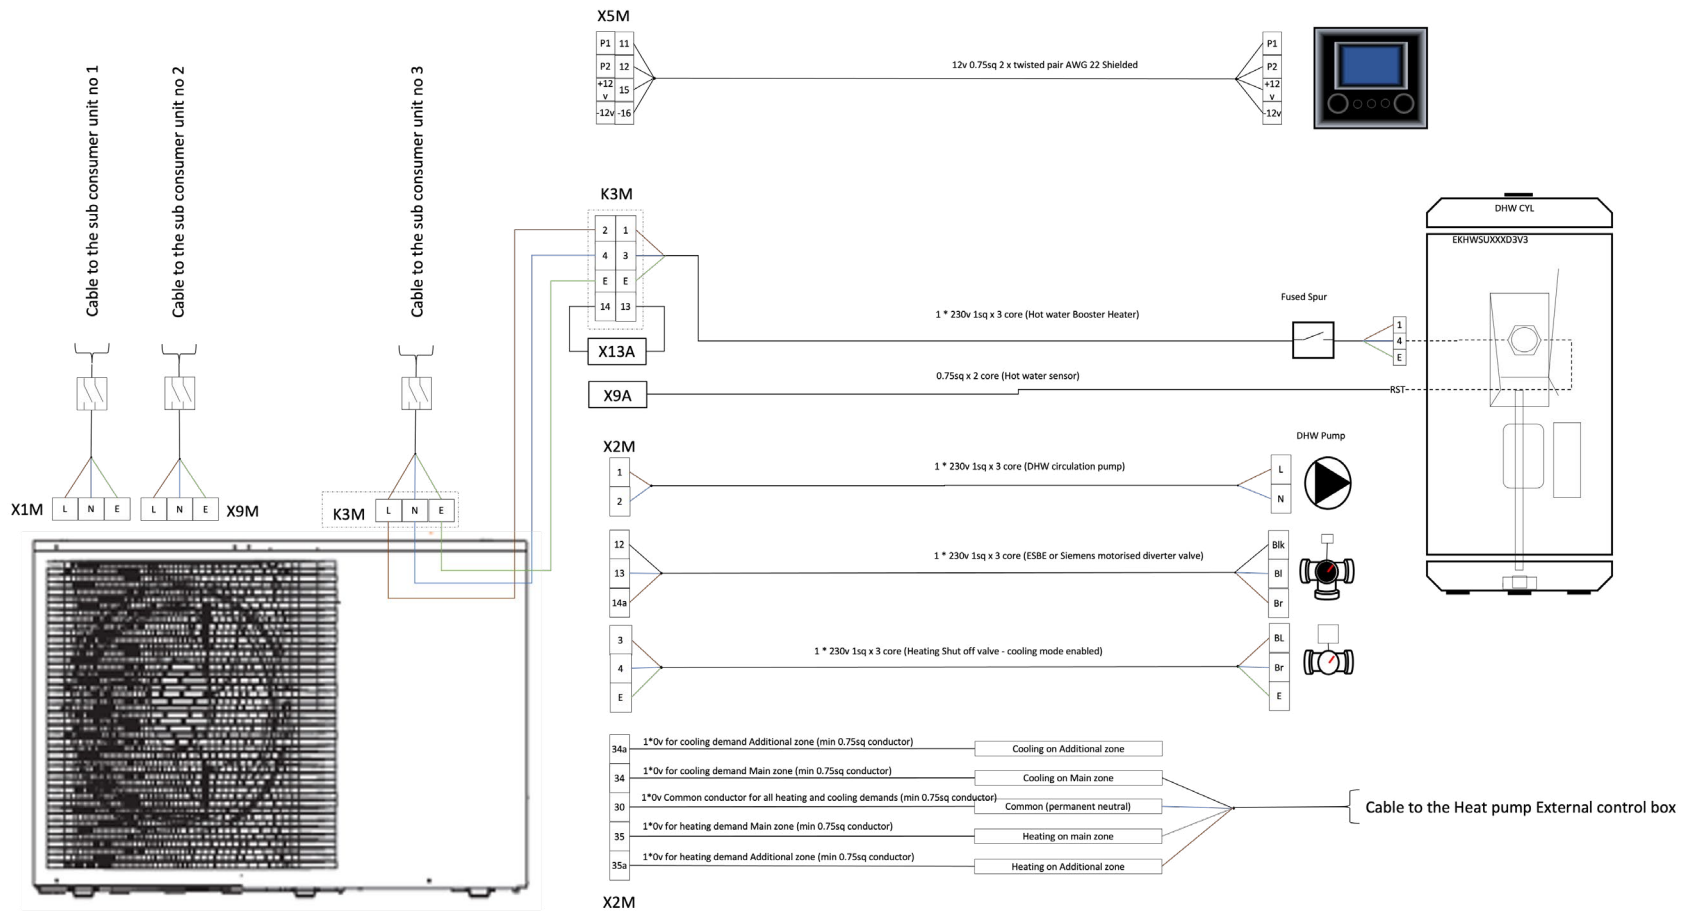 X5M
P1 11
P2 12
+12
v 15
-12v -16
12v 0.75sq 2 x twisted pair AWG 22 Shielded
P1
P2
+12
v
-12v
Cable to the sub consumer unit no 1
Cable to the sub consumer unit no 2
Cable to the sub consumer unit no 3
K3M
2 1
4 3
E E
14 13
X13A
X9A
1 * 230v 1sq x 3 core (Hot water Booster Heater)
Fused Spur
1
4
E
0.75sq x 2 core (Hot water sensor)
RST
DHW CYL
EKHWSUXXXD3V3
X1M L N E
L N E X9M
K3M L N E
X2M
1
2
1 * 230v 1sq x 3 core (DHW circulation pump)
DHW Pump
L
N
12
13
14a
1 * 230v 1sq x 3 core (ESBE or Siemens motorised diverter valve)
Blk
Bl
Br
3
4
E
1 * 230v 1sq x 3 core (Heating Shut off valve - cooling mode enabled)
BL
Br
E
34a 1*0v for cooling demand Additional zone (min 0.75sq conductor) Cooling on Additional zone
34 1*0v for cooling demand Main zone (min 0.75sq conductor) Cooling on Main zone
30 1*0v Common conductor for all heating and cooling demands (min 0.75sq conductor) Common (permanent neutral)
35 1*0v for heating demand Main zone (min 0.75sq conductor) Heating on main zone
35a 1*0v for heating demand Additional zone (min 0.75sq conductor) Heating on Additional zone
Cable to the Heat pump External control box
X2M